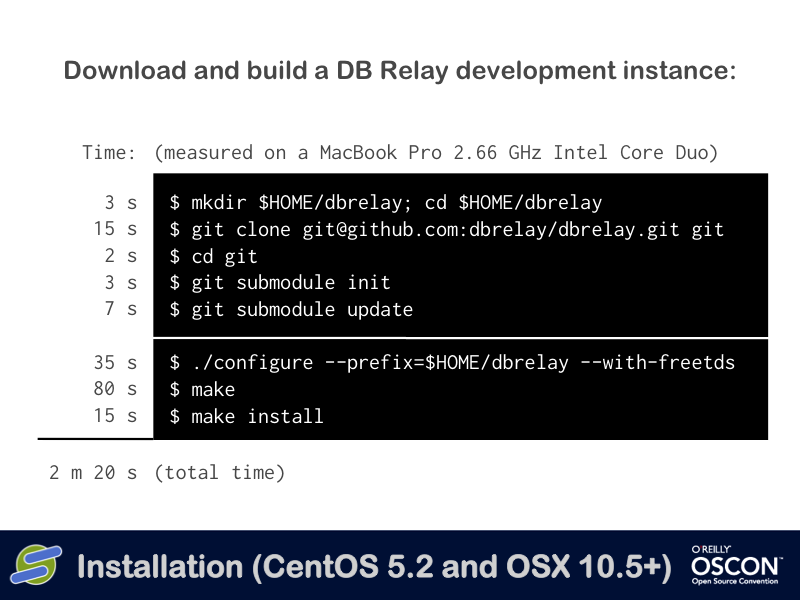 Download and build a DB Relay development instance:
Time: (measured on a MacBook Pro 2.66 GHz Intel Core Duo)
3 s $ mkdir $HOME/dbrelay; cd $HOME/dbrelay
15 s $ git clone git@github.com:dbrelay/dbrelay.git git
2 s $ cd git
3 s $ git submodule init
7 s $ git submodule update
35 s $ ./configure --prefix=$HOME/dbrelay --with-freetds
80 s $ make
15 s $ make install
2 m 20 s (total time)
Installation (CentOS 5.2 and OSX 10.5+)
O'REILLY
OSCON™
Open Source Convention